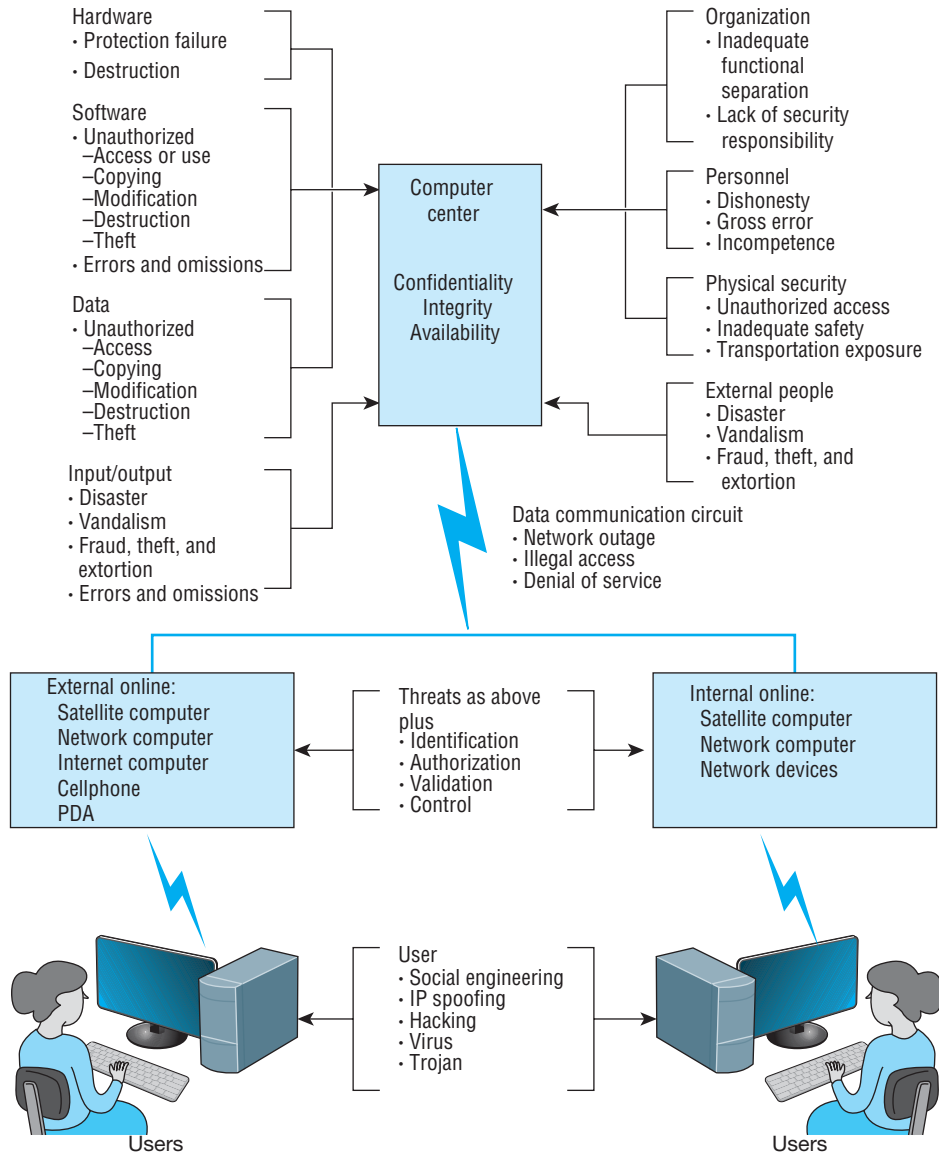 Hardware
• Protection failure
• Destruction
Software
• Unauthorized
–Access or use
–Copying
–Modification
–Destruction
–Theft
• Errors and omissions
Data
• Unauthorized
–Access
–Copying
–Modification
–Destruction
–Theft
Input/output
• Disaster
• Vandalism
• Fraud, theft, and
extortion
• Errors and omissions
Computer
center
Confidentiality
Integrity
Availability
Organization
• Inadequate
functional
separation
• Lack of security
responsibility
Personnel
• Dishonesty
• Gross error
• Incompetence
Physical security
• Unauthorized access
• Inadequate safety
• Transportation exposure
External people
• Disaster
• Vandalism
• Fraud, theft, and
extortion
Data communication circuit
• Network outage
• Illegal access
• Denial of service
External online:
Satellite computer
Network computer
Internet computer
Cellphone
PDA
Threats as above
plus
• Identification
• Authorization
• Validation
• Control
Internal online:
Satellite computer
Network computer
Network devices
User
• Social engineering
• IP spoofing
• Hacking
• Virus
• Trojan
Users
Users